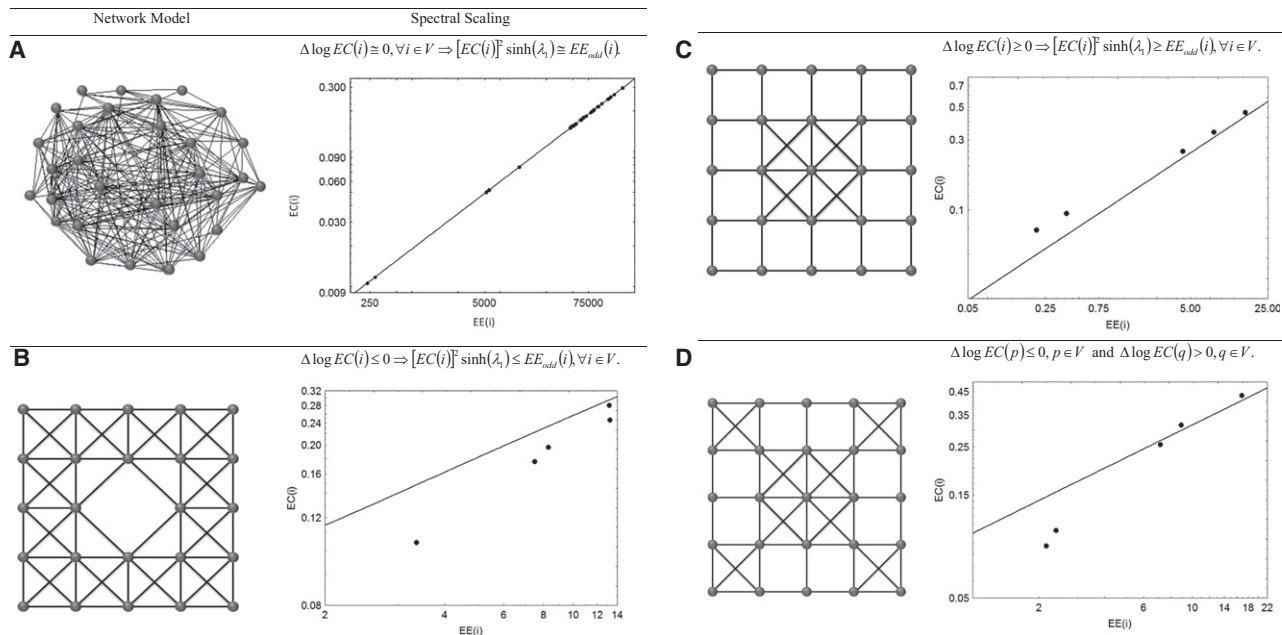 Network Model
Spectral Scaling
A
Δ log EC(i) ≅ 0, ∀i ∈ V ⇒ [EC(i)]² sinh(λ₁) ≅ EE_odd(i).
0.300
0.090
0.060
0.030
0.009
EC(i)
250
5000
75000
EE(i)
B
Δ log EC(i) ≤ 0 ⇒ [EC(i)]² sinh(λ₁) ≤ EE_odd(i), ∀i ∈ V.
0.32
0.28
0.24
0.20
0.16
0.12
0.08
EC(i)
2
4
6
8
10
12
14
EE(i)
C
Δ log EC(i) ≥ 0 ⇒ [EC(i)]² sinh(λ₁) ≥ EE_odd(i), ∀i ∈ V.
0.7
0.5
0.3
0.1
EC(i)
0.05
0.25
0.75
5.00
25.00
EE(i)
D
Δ log EC(p) ≤ 0, p ∈ V and Δ log EC(q) > 0, q ∈ V.
0.45
0.35
0.25
0.15
0.05
EC(i)
2
6
10
14
18
22
EE(i)